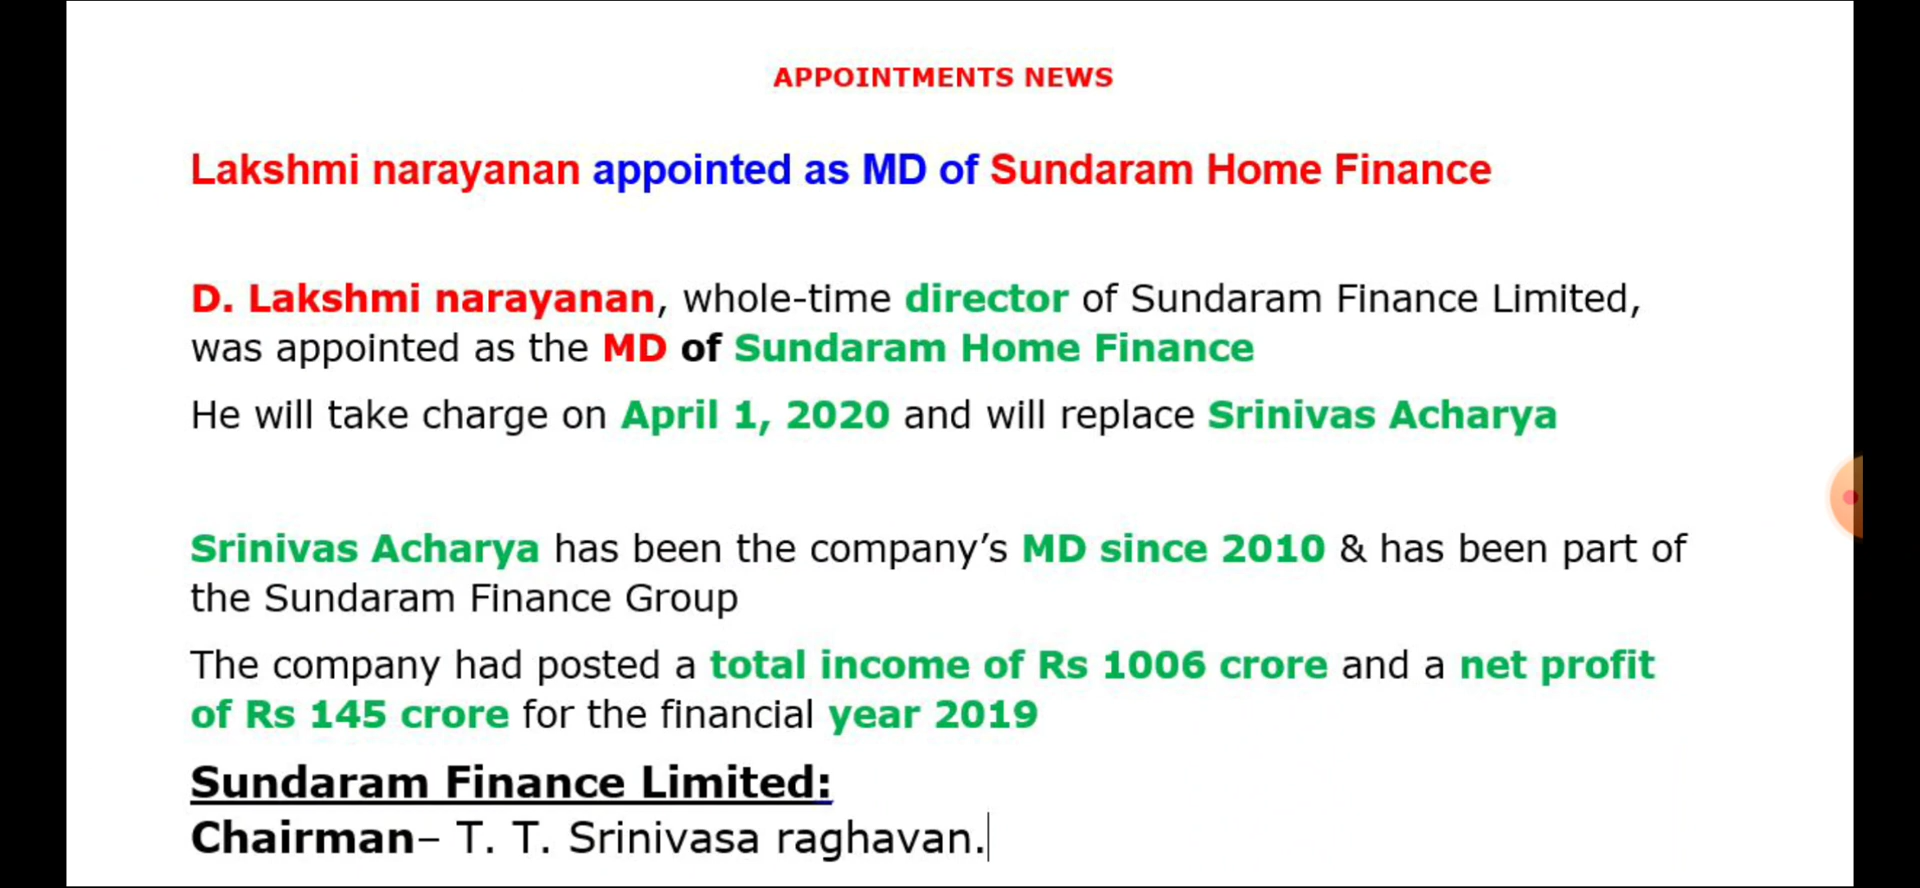 APPOINTMENTS NEWS
Lakshmi narayanan appointed as MD of Sundaram Home Finance
D. Lakshmi narayanan, whole-time director of Sundaram Finance Limited,
was appointed as the MD of Sundaram Home Finance
He will take charge on April 1, 2020 and will replace Srinivas Acharya
Srinivas Acharya has been the company’s MD since 2010 & has been part of
the Sundaram Finance Group
The company had posted a total income of Rs 1006 crore and a net profit
of Rs 145 crore for the financial year 2019
Sundaram Finance Limited:
Chairman– T. T. Srinivasa raghavan.